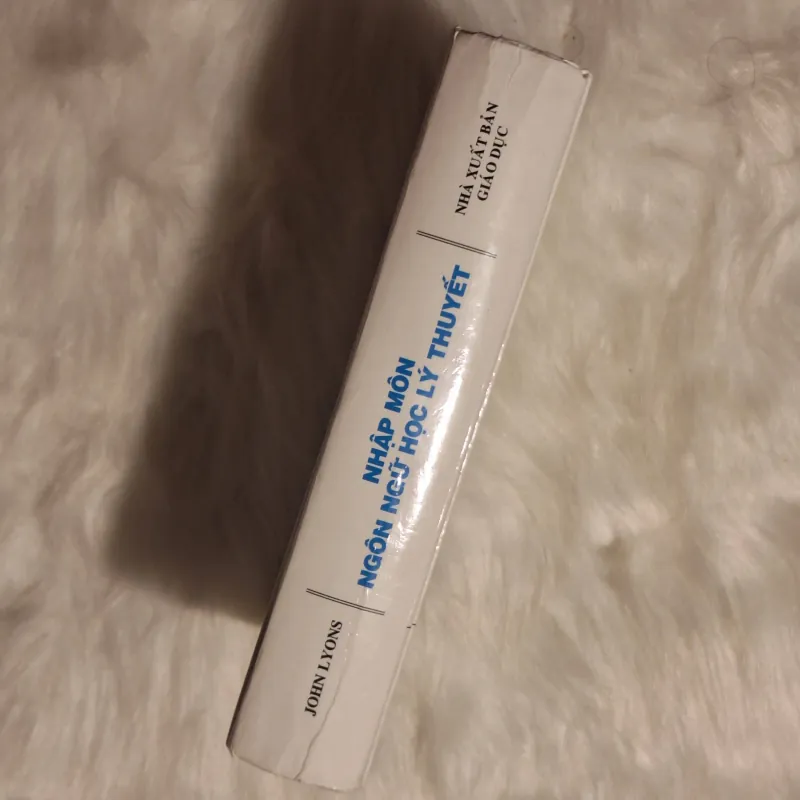 JOHN LYONS
NHẬP MÔN
NGÔN NGỮ HỌC LÝ THUYẾT
NHÀ XUẤT BẢN
GIÁO DỤC